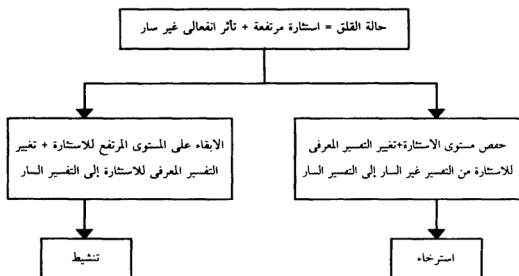 حالة القلق = استثارة مرتفعة + تأثر انفعالى غير سار
حفص مستوى الاستثارة+تغيير التفسير المعرفى
للاستثارة من التفسير غير السار إلى التفسير السار
الابقاء على المستوى المرتفع للاستثارة + تغيير
التفسير المعرفى للاستثارة إلى التفسير السار
استرخاء
تنشيط